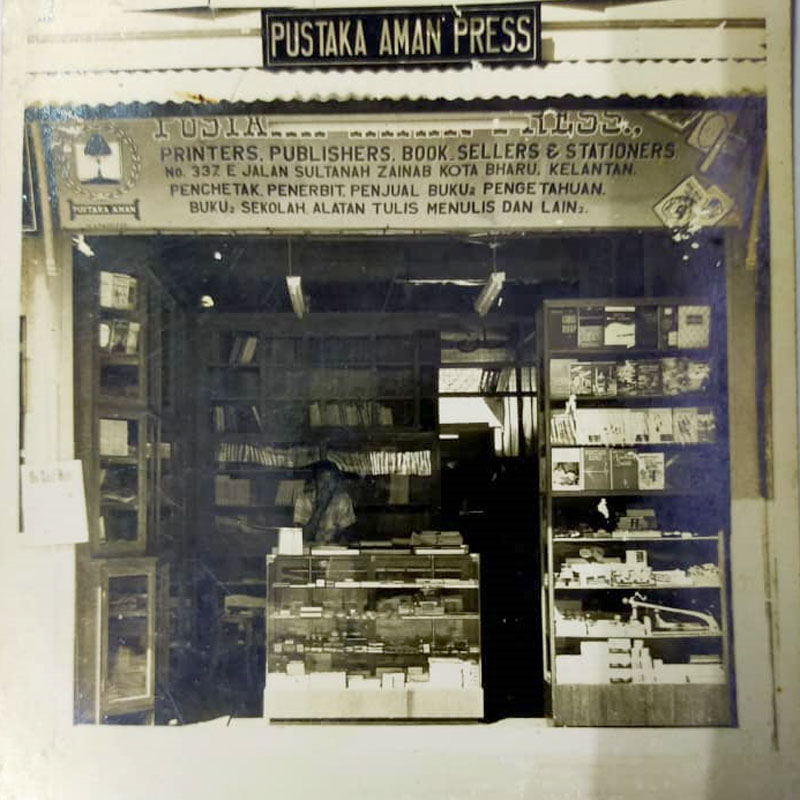 PUSTAKA AMAN PRESS
PRESS.,
PRINTERS, PUBLISHERS, BOOK SELLERS & STATIONERS
NO. 337 E JALAN SULTANAH ZAINAB KOTA BHARU, KELANTAN.
PENCHETAK, PENERBIT, PENJUAL BUKU2 PENGETAHUAN,
BUKU2 SEKOLAH, ALATAN TULIS MENULIS DAN LAIN2.
PUSTAKA AMAN